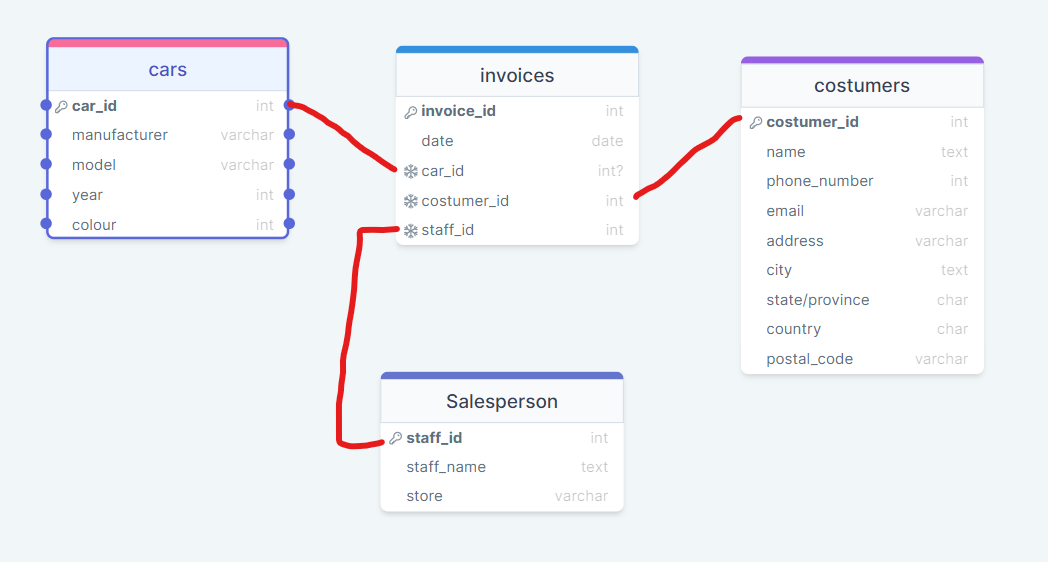 cars
car_id int
manufacturer varchar
model varchar
year int
colour int
invoices
invoice_id int
date date
car_id int?
costumer_id int
staff_id int
costumers
costumer_id int
name text
phone_number int
email varchar
address varchar
city text
state/province char
country char
postal_code varchar
Salesperson
staff_id int
staff_name text
store varchar